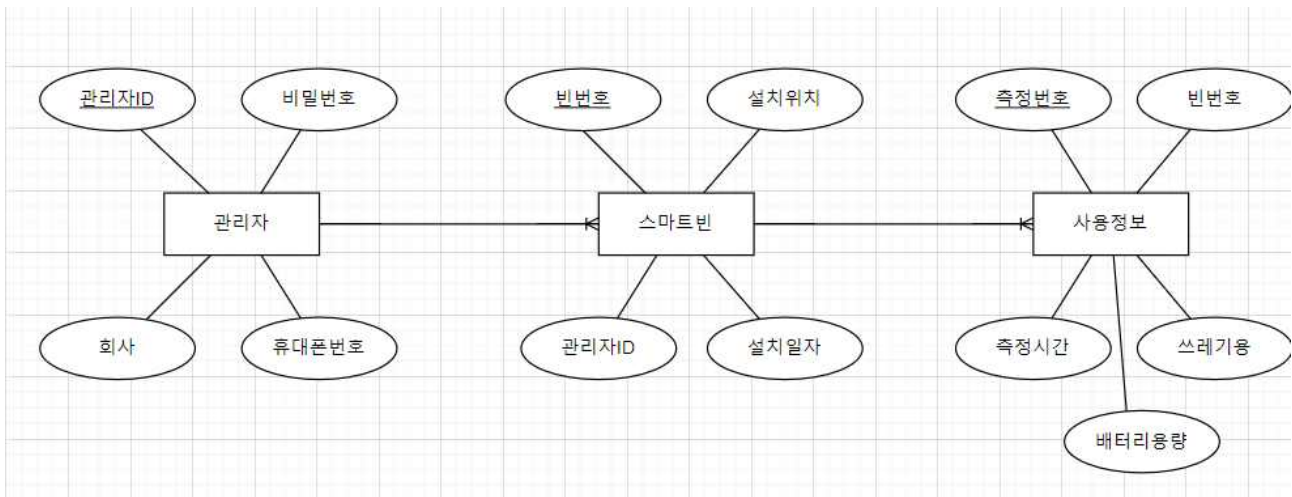 관리자ID
비밀번호
빈번호
설치위치
측정번호
빈번호
관리자
스마트빈
사용정보
회사
휴대폰번호
관리자ID
설치일자
측정시간
쓰레기용
배터리용량